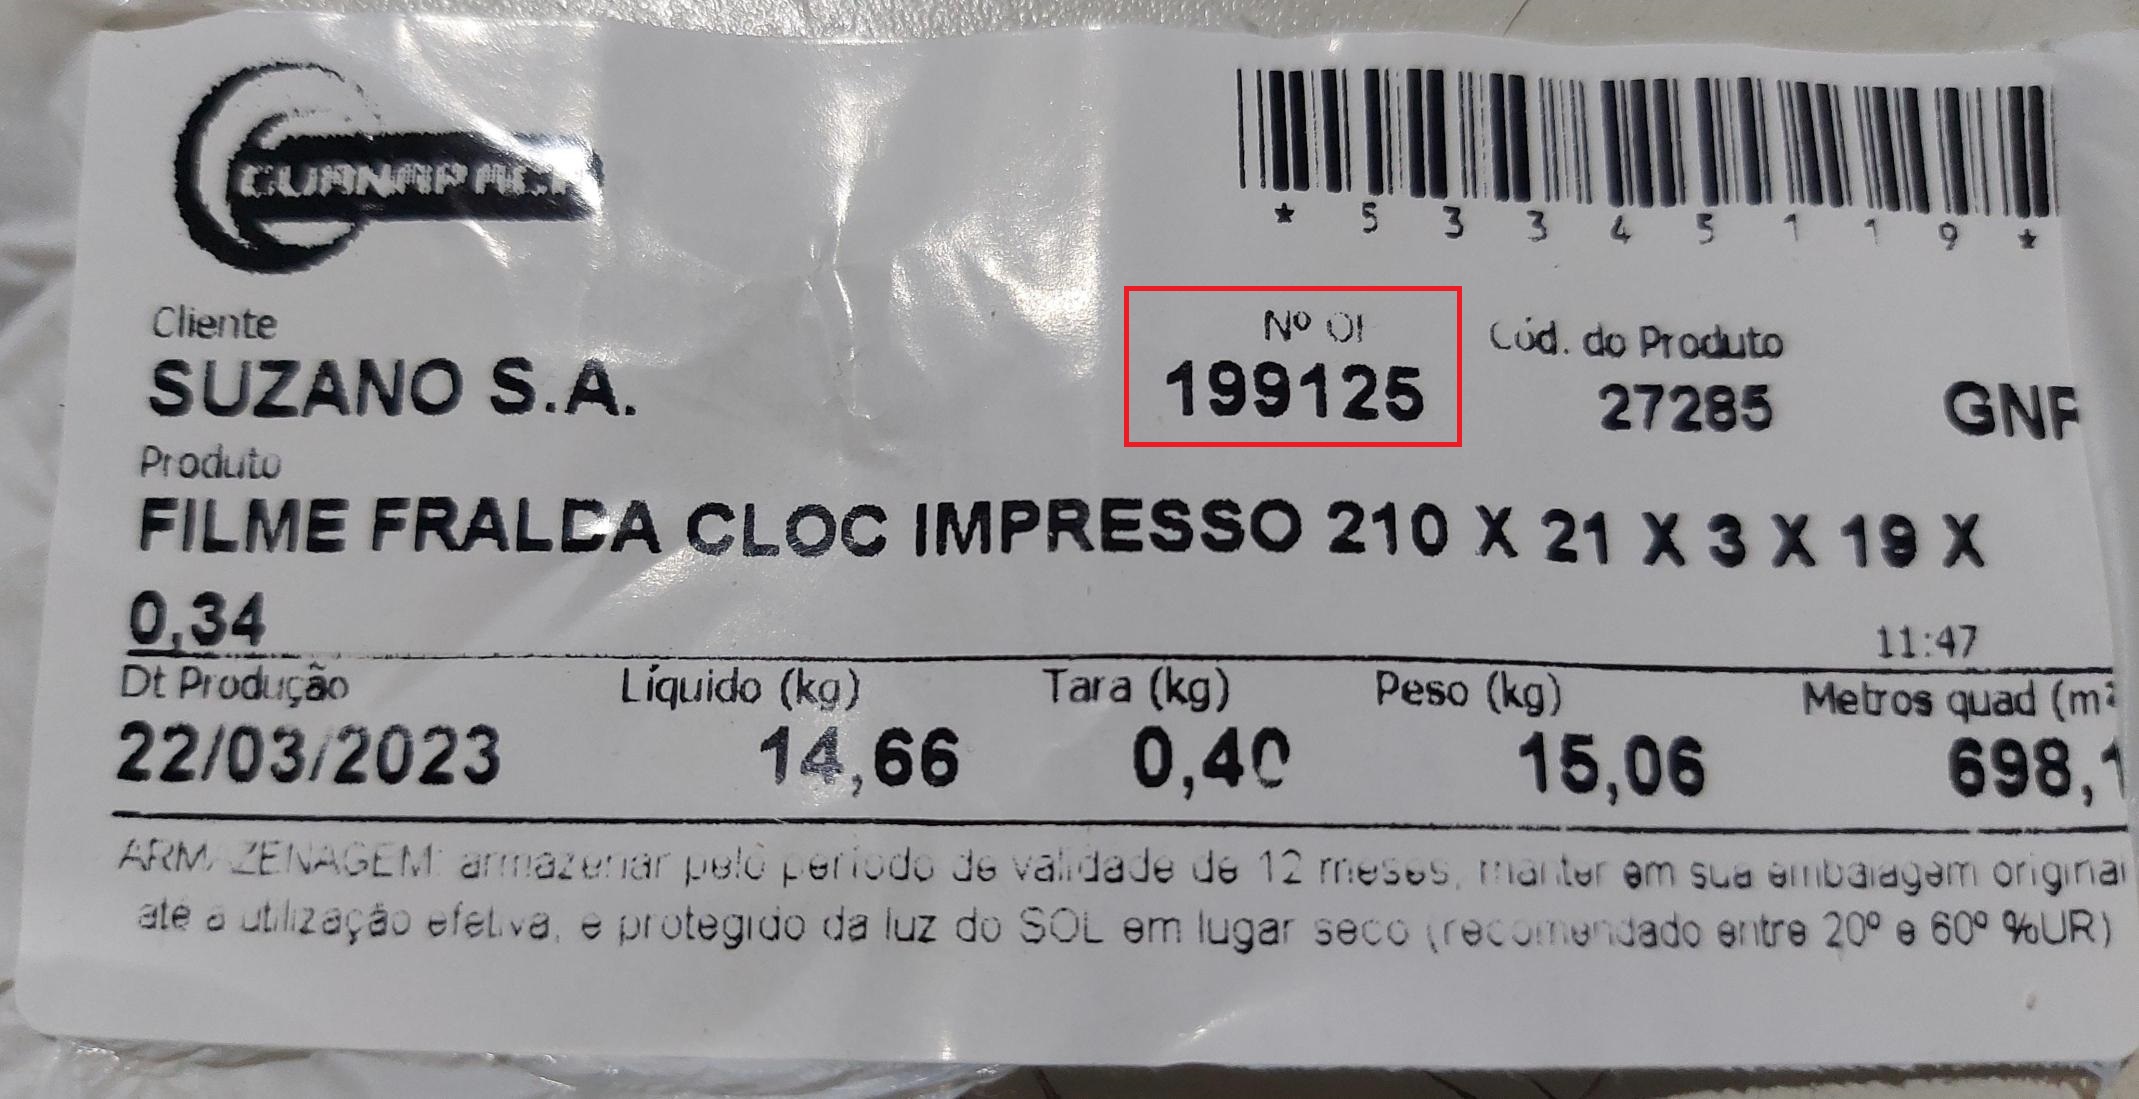 GUANAPACK
* 5 3 3 4 5 1 1 9 *
Cliente
SUZANO S.A.
Nº OF
199125
Cód. do Produto
27285
GNF
Produto
FILME FRALDA CLOC IMPRESSO 210 X 21 X 3 X 19 X
0,34
11:47
Dt Produção Líquido (kg) Tara (kg) Peso (kg) Metros quad (m²
22/03/2023 14,66 0,40 15,06 698,1
ARMAZENAGEM: armazenar pelo período de validade de 12 meses, manter em sua embalagem original
até a utilização efetiva, e protegido da luz do SOL em lugar seco (recomendado entre 20º e 60º %UR)